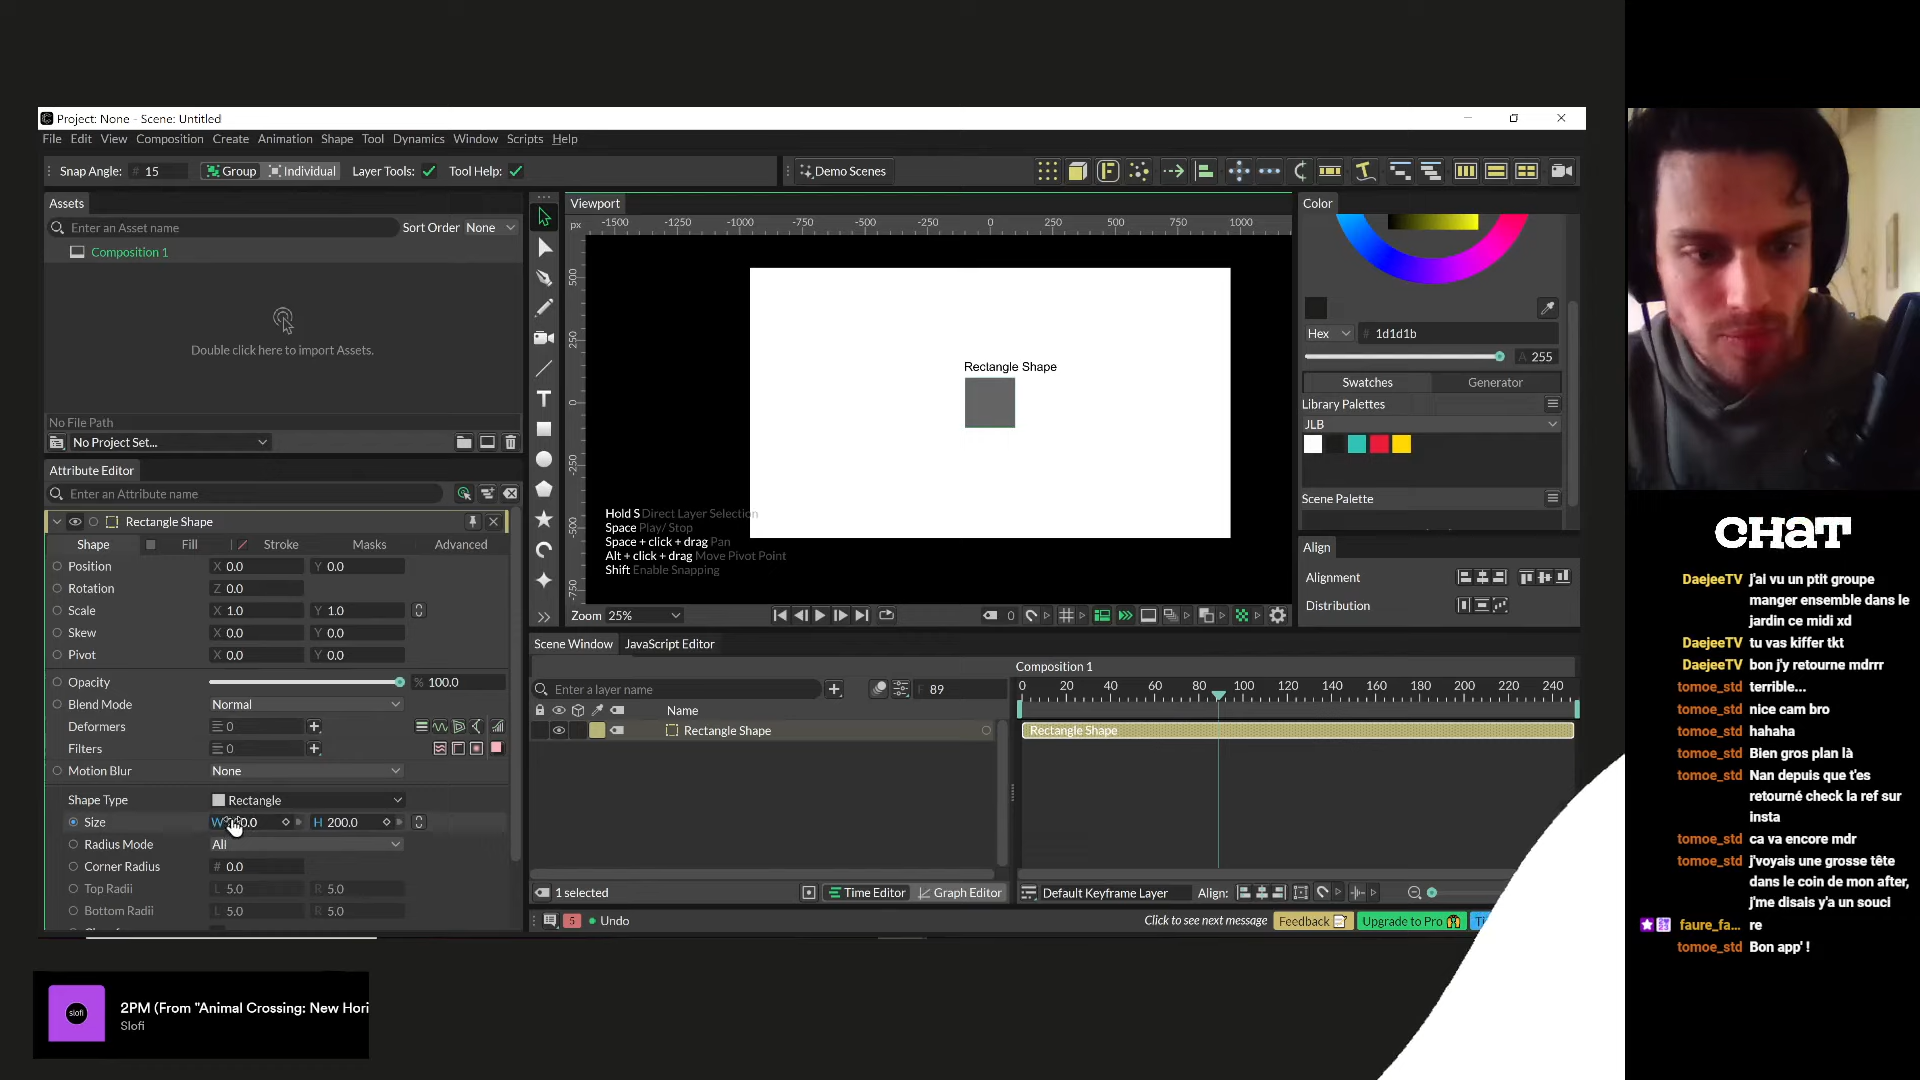 Project: None - Scene: Untitled
File Edit View Composition Create Animation Shape Tool Dynamics Window Scripts Help
Snap Angle: # 15 Group Individual Layer Tools: Tool Help: Demo Scenes
Assets
Enter an Asset name Sort Order None
Composition 1
Double click here to import Assets.
No File Path
No Project Set...
Attribute Editor
Enter an Attribute name
Rectangle Shape
Shape Fill Stroke Masks Advanced
Position X 0.0 Y 0.0
Rotation Z 0.0
Scale X 1.0 Y 1.0
Skew X 0.0 Y 0.0
Pivot X 0.0 Y 0.0
Opacity % 100.0
Blend Mode Normal
Deformers 0
Filters 0
Motion Blur None
Shape Type Rectangle
Size W H 200.0
Radius Mode All
Corner Radius # 0.0
Top Radii L 5.0 R 5.0
Bottom Radii L 5.0 R 5.0
Viewport
px -1500 -1250 -1000 -750 -500 -250 0 250 500 750 1000
500
250
0
-250
-500
-750
Rectangle Shape
Hold S Direct Layer Selection
Space Play/ Stop
Space + click + drag Pan
Alt + click + drag Move Pivot Point
Shift Enable Snapping
Zoom 25%
0
Color
Hex # 1d1d1b
A 255
Swatches Generator
Library Palettes
JLB
Scene Palette
Align
Alignment
Distribution
Scene Window JavaScript Editor
Enter a layer name F 89
Name
Rectangle Shape
Composition 1
0 20 40 60 80 100 120 140 160 180 200 220 240
Rectangle Shape
1 selected Time Editor Graph Editor
Default Keyframe Layer Align:
5 Undo
Click to see next message Feedback Upgrade to Pro
2PM (From "Animal Crossing: New Hori
Slofi
slofi
CHAT
DaejeeTV j'ai vu un ptit groupe
manger ensemble dans le
jardin ce midi xd
DaejeeTV tu vas kiffer tkt
DaejeeTV bon j'y retourne mdrrr
tomoe_std terrible...
tomoe_std nice cam bro
tomoe_std hahaha
tomoe_std Bien gros plan là
tomoe_std Nan depuis que t'es
retourné check la ref sur
insta
tomoe_std ca va encore mdr
tomoe_std j'voyais une grosse tête
dans le coin de mon after,
j'me disais y'a un souci
faure_fa... re
tomoe_std Bon app' !